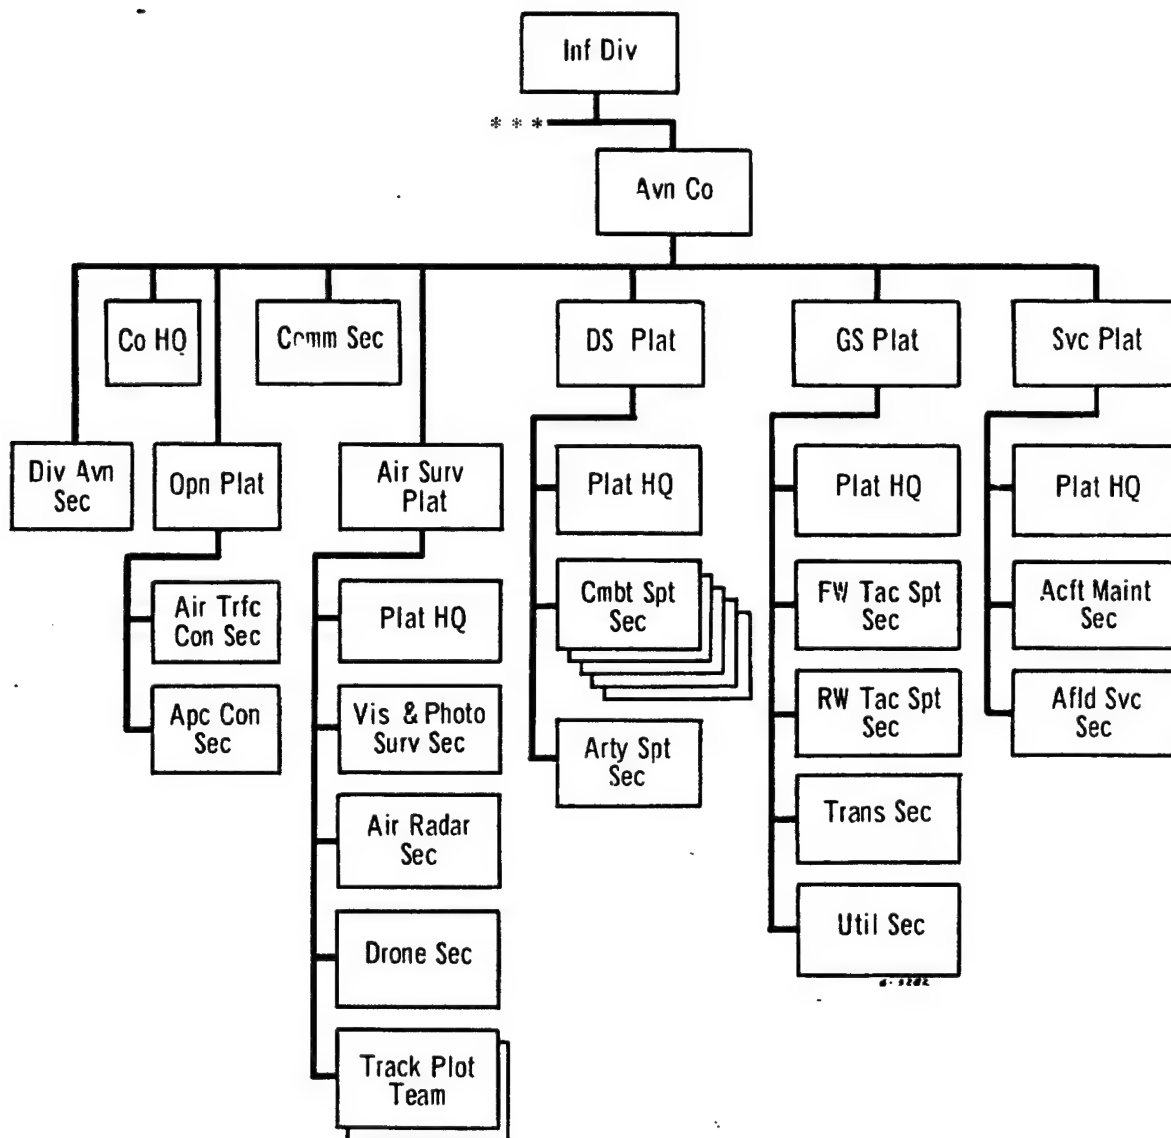 Inf Div
* * *
Avn Co
Co HQ
Comm Sec
DS Plat
GS Plat
Svc Plat
Div Avn
Sec
Opn Plat
Air Surv
Plat
Plat HQ
Plat HQ
Plat HQ
Air Trfc
Con Sec
Plat HQ
Cmbt Spt
Sec
FW Tac Spt
Sec
Acft Maint
Sec
Apc Con
Sec
Vis & Photo
Surv Sec
Arty Spt
Sec
RW Tac Spt
Sec
Afld Svc
Sec
Air Radar
Sec
Trans Sec
Drone Sec
Util Sec
Track Plot
Team